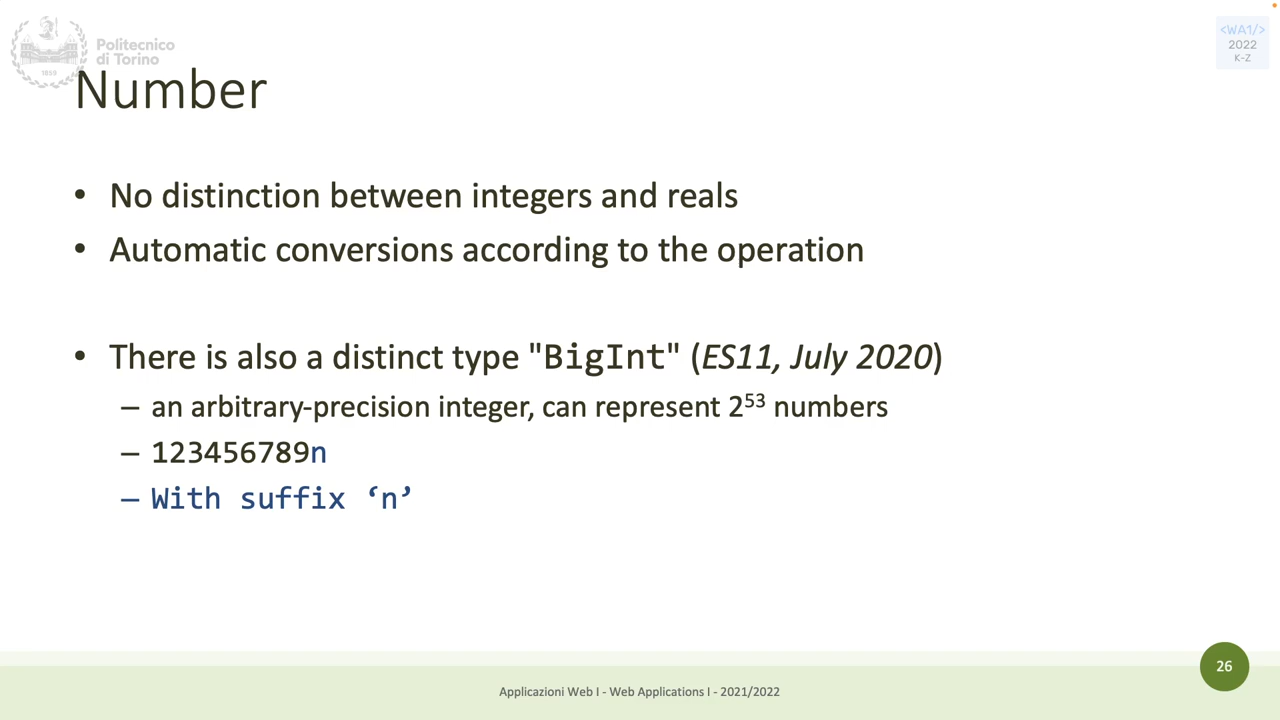 Politecnico
di Torino
1859
<WA1/>
2022
K-Z
Number
• No distinction between integers and reals
• Automatic conversions according to the operation
• There is also a distinct type "BigInt" (ES11, July 2020)
– an arbitrary-precision integer, can represent 2⁵³ numbers
– 123456789n
– With suffix ‘n’
Applicazioni Web I - Web Applications I - 2021/2022
26